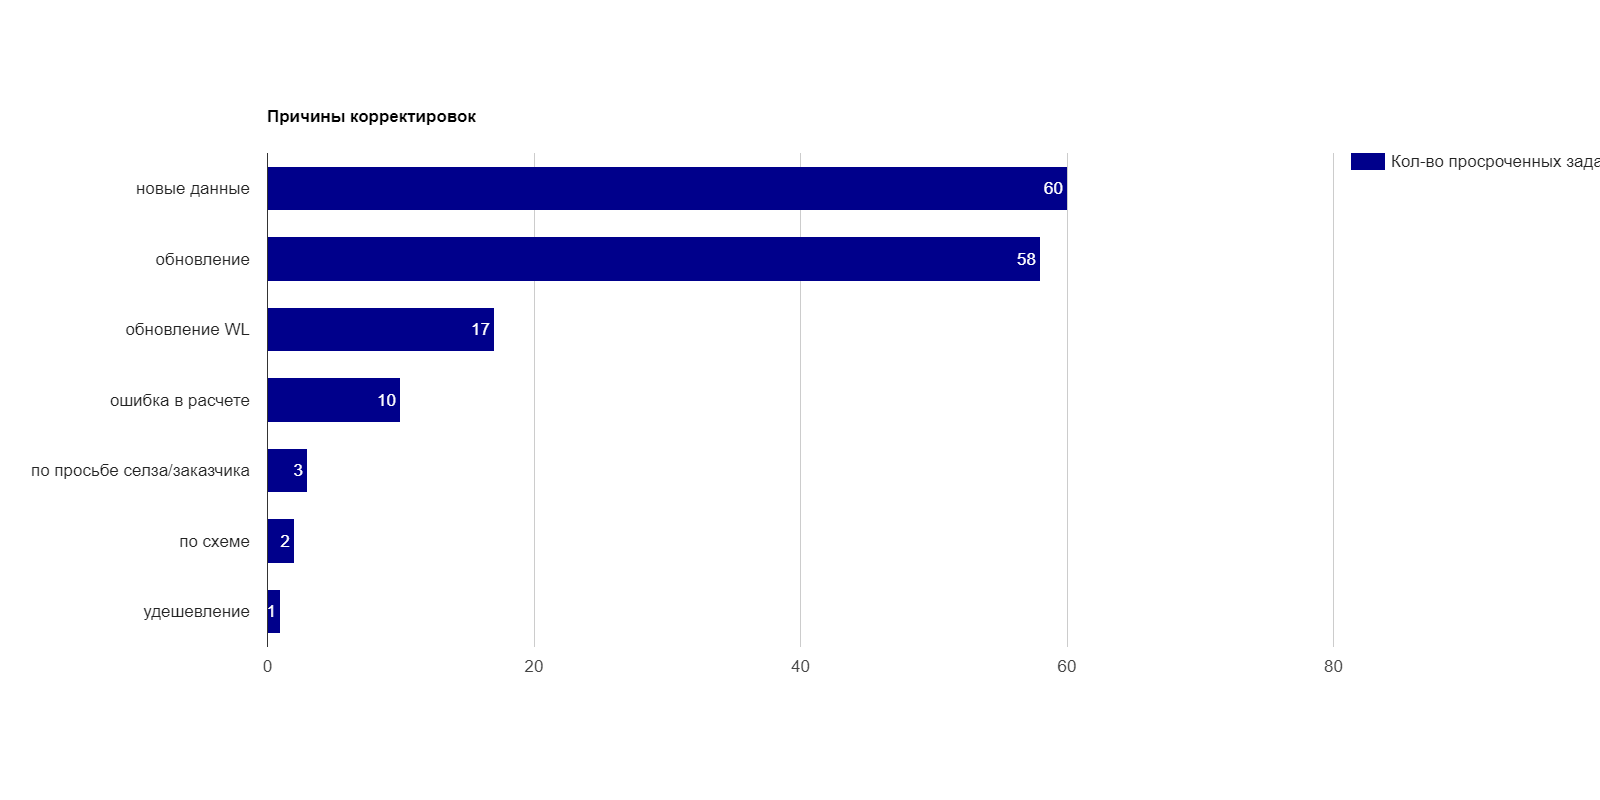 Причины корректировок
Кол-во просроченных
новые данные
60
обновление
58
обновление WL
17
ошибка в расчете
10
по просьбе селза/заказчика
3
по схеме
2
удешевление
1
0 20 40 60 80